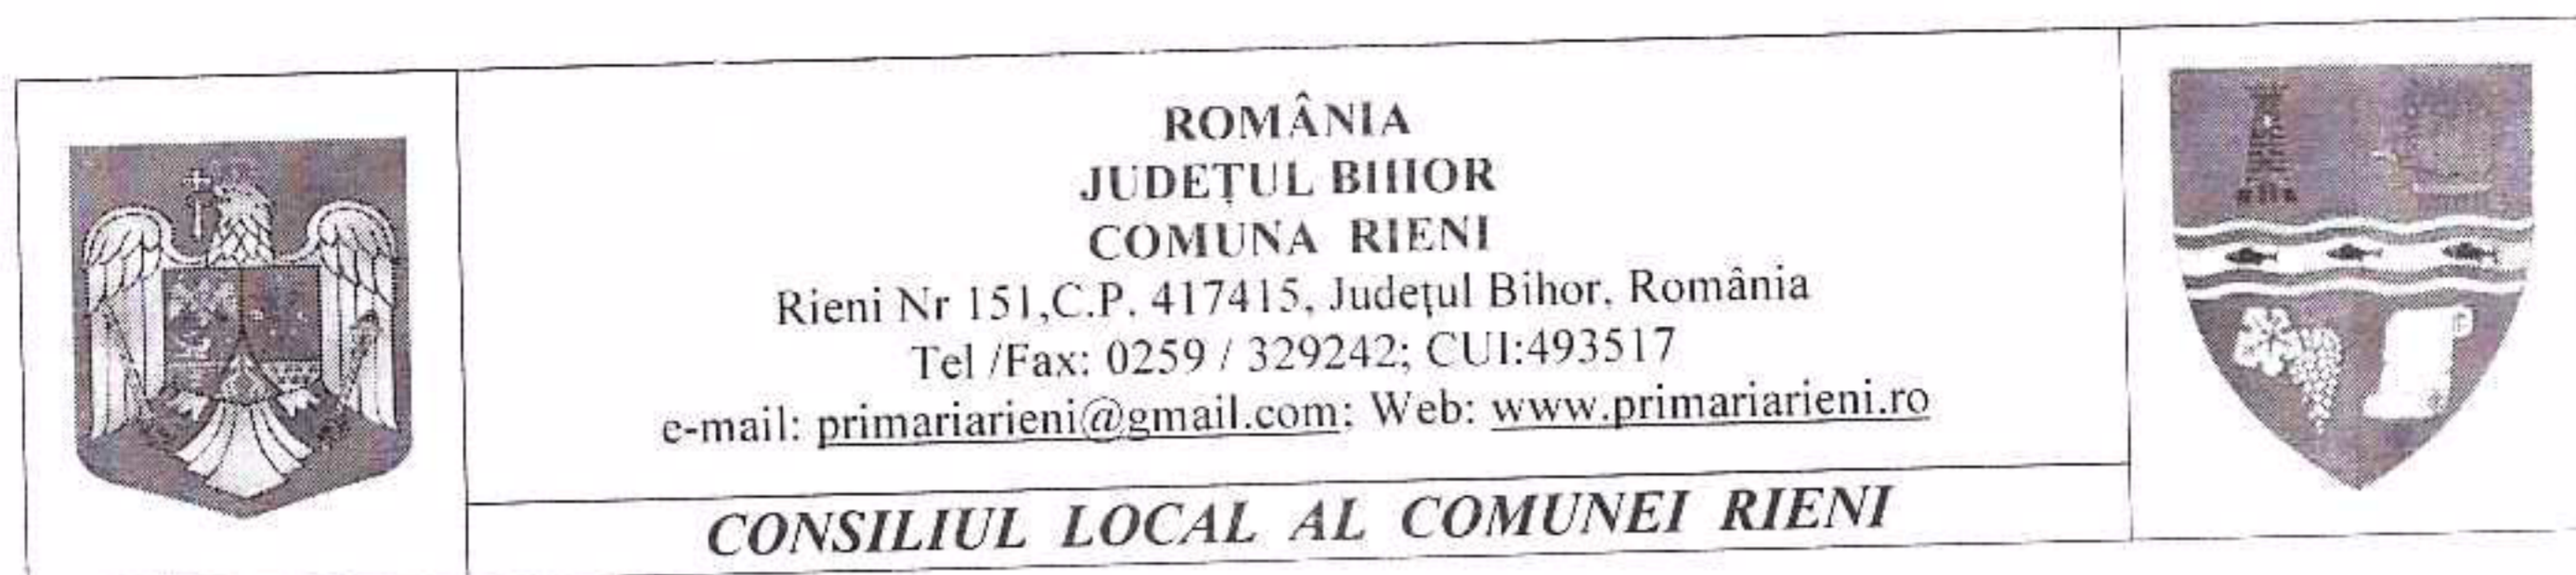 ROMÂNIA
JUDEȚUL BIHOR
COMUNA RIENI
Rieni Nr 151,C.P. 417415, Județul Bihor, România
Tel /Fax: 0259 / 329242; CUI:493517
e-mail: primariarieni@gmail.com; Web: www.primariarieni.ro
CONSILIUL LOCAL AL COMUNEI RIENI